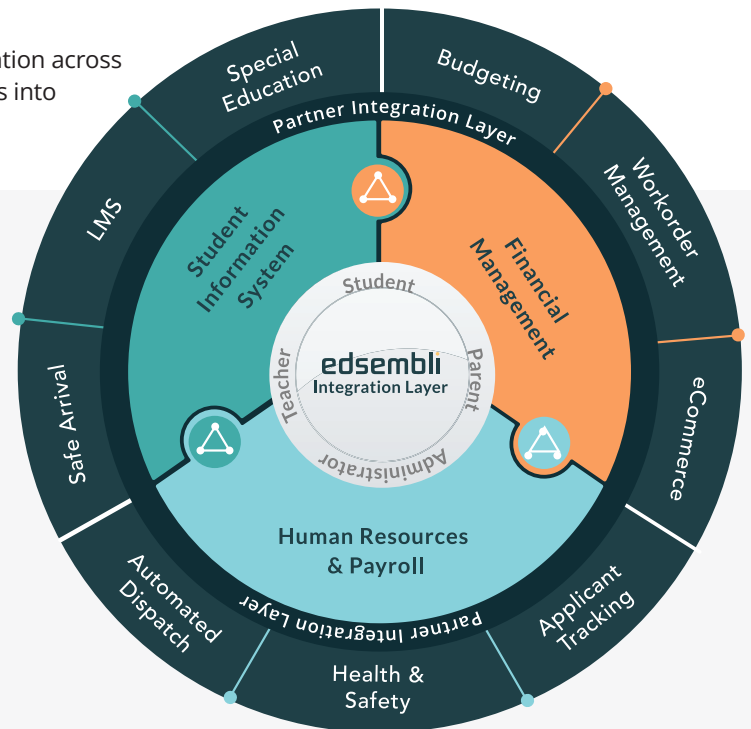 ation across
s into
Special
Education
Budgeting
Partner Integration Layer
LMS
Workorder
Management
Student
Information
System
Financial
Management
Student
Teacher
Parent
Administrator
edsembli
Integration Layer
Safe Arrival
eCommerce
Human Resources
& Payroll
Automated
Dispatch
Partner Integration Layer
Applicant
Tracking
Health &
Safety